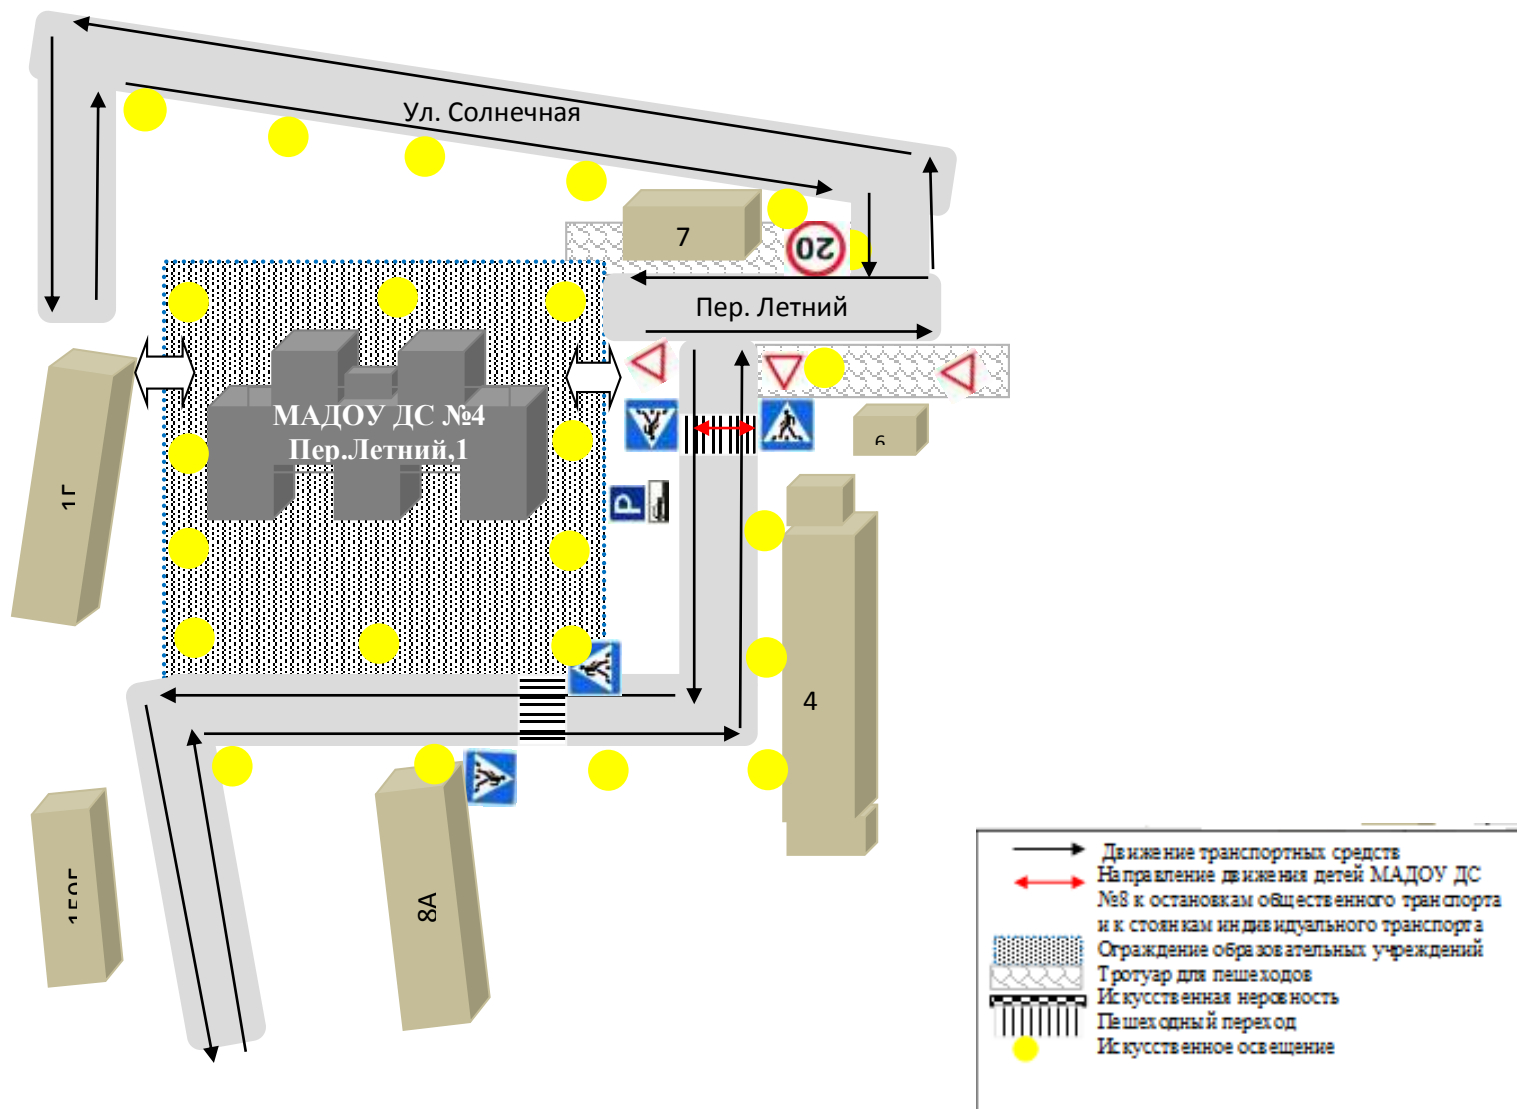 Ул. Солнечная
7
20
Пер. Летний
МАДОУ ДС №4
Пер.Летний,1
6
P
4
8А
Движение транспортных средств
Направление движения детей МАДОУ ДС
№8 к остановкам общественного транспорта
и к стоянкам индивидуального транспорта
Ограждение образовательных учреждений
Тротуар для пешеходов
Искусственная неровность
Пешеходный переход
Искусственное освещение